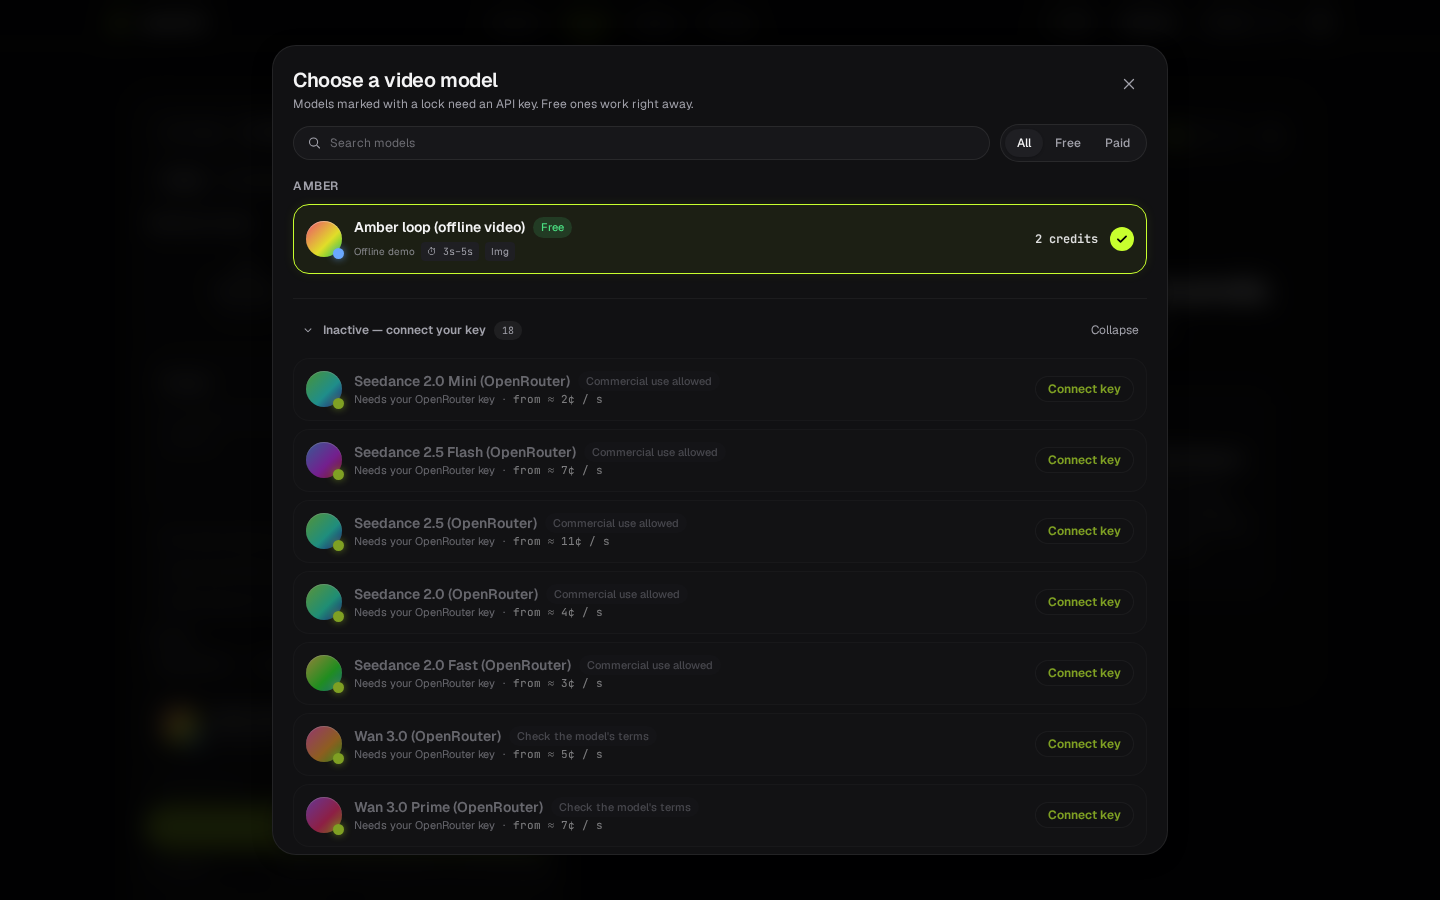 Choose a video model
Models marked with a lock need an API key. Free ones work right away.
Search models
All Free Paid
AMBER
Amber loop (offline video) Free
Offline demo 3s–5s Img
2 credits
Inactive — connect your key 18 Collapse
Seedance 2.0 Mini (OpenRouter) Commercial use allowed
Needs your OpenRouter key · from ≈ 2¢ / s
Connect key
Seedance 2.5 Flash (OpenRouter) Commercial use allowed
Needs your OpenRouter key · from ≈ 7¢ / s
Connect key
Seedance 2.5 (OpenRouter) Commercial use allowed
Needs your OpenRouter key · from ≈ 11¢ / s
Connect key
Seedance 2.0 (OpenRouter) Commercial use allowed
Needs your OpenRouter key · from ≈ 4¢ / s
Connect key
Seedance 2.0 Fast (OpenRouter) Commercial use allowed
Needs your OpenRouter key · from ≈ 3¢ / s
Connect key
Wan 3.0 (OpenRouter) Check the model's terms
Needs your OpenRouter key · from ≈ 5¢ / s
Connect key
Wan 3.0 Prime (OpenRouter) Check the model's terms
Needs your OpenRouter key · from ≈ 7¢ / s
Connect key